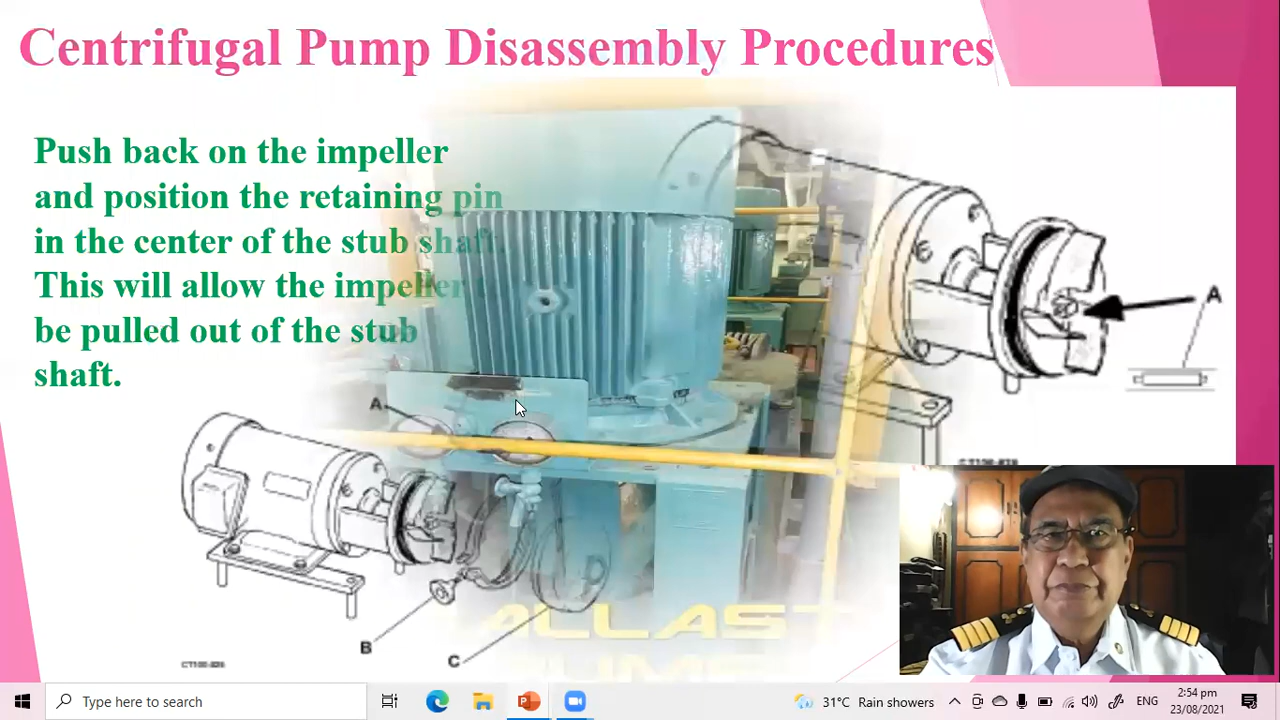 Centrifugal Pump Disassembly Procedures
Push back on the impeller
and position the retaining pin
in the center of the stub shaft.
This will allow the impeller
be pulled out of the stub
shaft.
A
A
B
C
ALLAST
Type here to search
31°C Rain showers
ENG
2:54 pm
23/08/2021